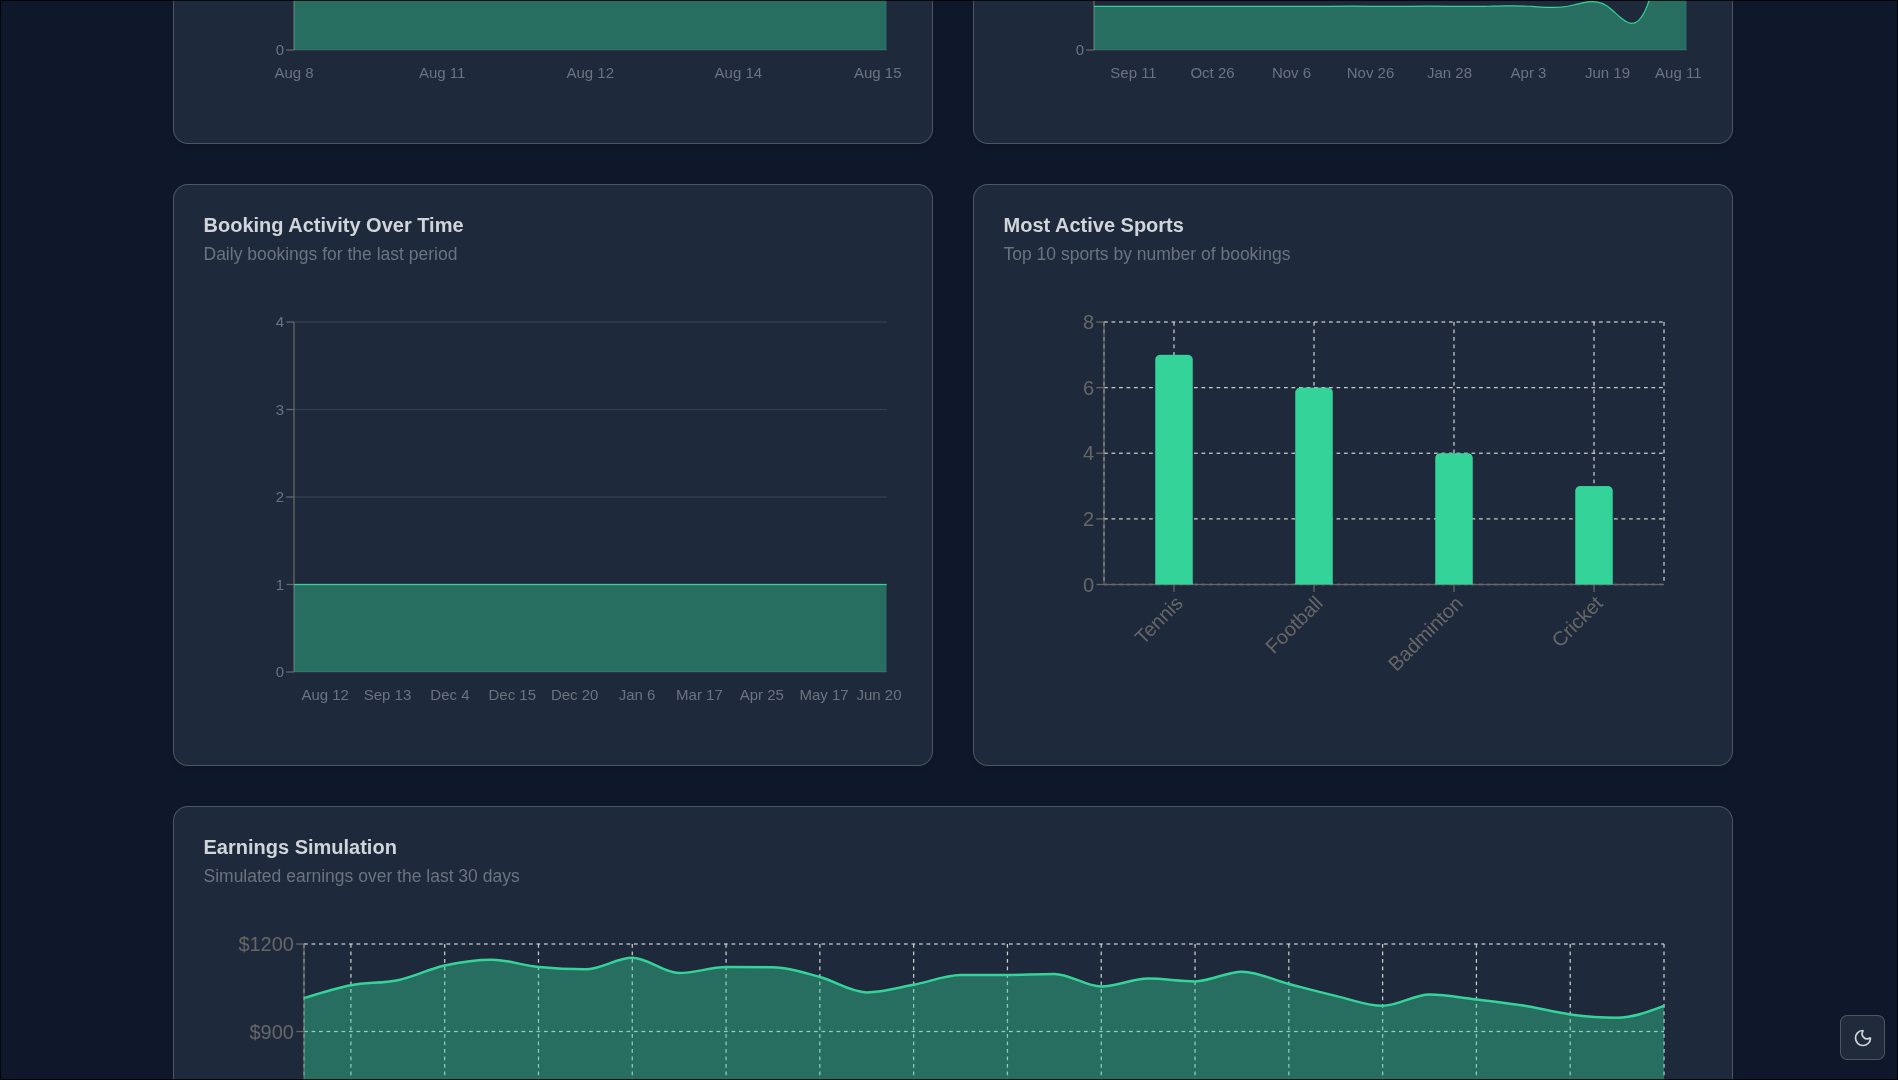 0
Aug 8 Aug 11 Aug 12 Aug 14 Aug 15
0
Sep 11 Oct 26 Nov 6 Nov 26 Jan 28 Apr 3 Jun 19 Aug 11
Booking Activity Over Time
Daily bookings for the last period
4
3
2
1
0
Aug 12 Sep 13 Dec 4 Dec 15 Dec 20 Jan 6 Mar 17 Apr 25 May 17 Jun 20
Most Active Sports
Top 10 sports by number of bookings
8
6
4
2
0
Tennis Football Badminton Cricket
Earnings Simulation
Simulated earnings over the last 30 days
$1200
$900